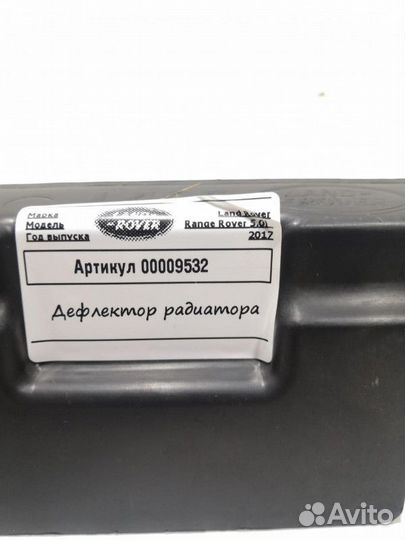 Марка Land Rover
Модель Range Rover 5.0i
Год выпуска 2017
ROVER
Артикул 00009532
Дефлектор радиатора
Avito